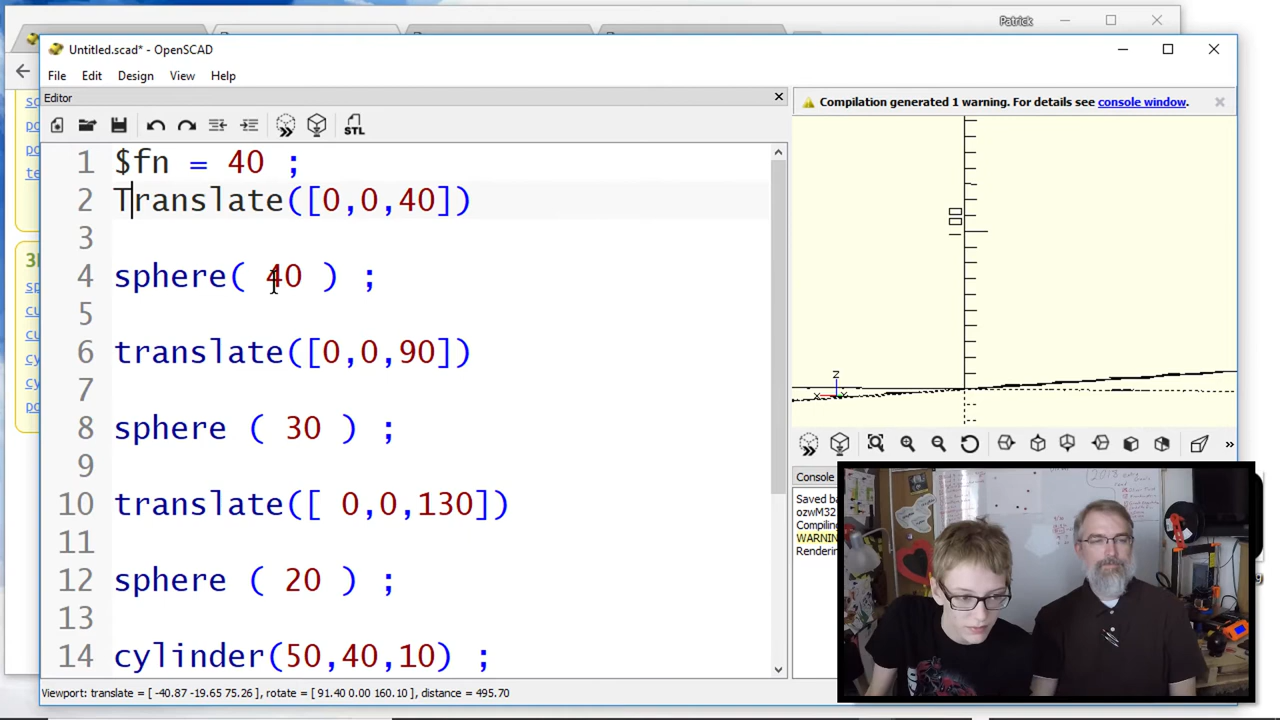 Patrick
Untitled.scad* - OpenSCAD
File Edit Design View Help
Editor
Compilation generated 1 warning. For details see console window.
STL
1 $fn = 40 ;
2 Translate([0,0,40])
3
4 sphere( 40 ) ;
5
6 translate([0,0,90])
7
8 sphere ( 30 ) ;
9
10 translate([ 0,0,130])
11
12 sphere ( 20 ) ;
13
14 cylinder(50,40,10) ;
Z
X
Console
Saved ba
ozwM32
Compiling
WARNIN
Rendering
2018
Viewport: translate = [ -40.87 -19.65 75.26 ], rotate = [ 91.40 0.00 160.10 ], distance = 495.70